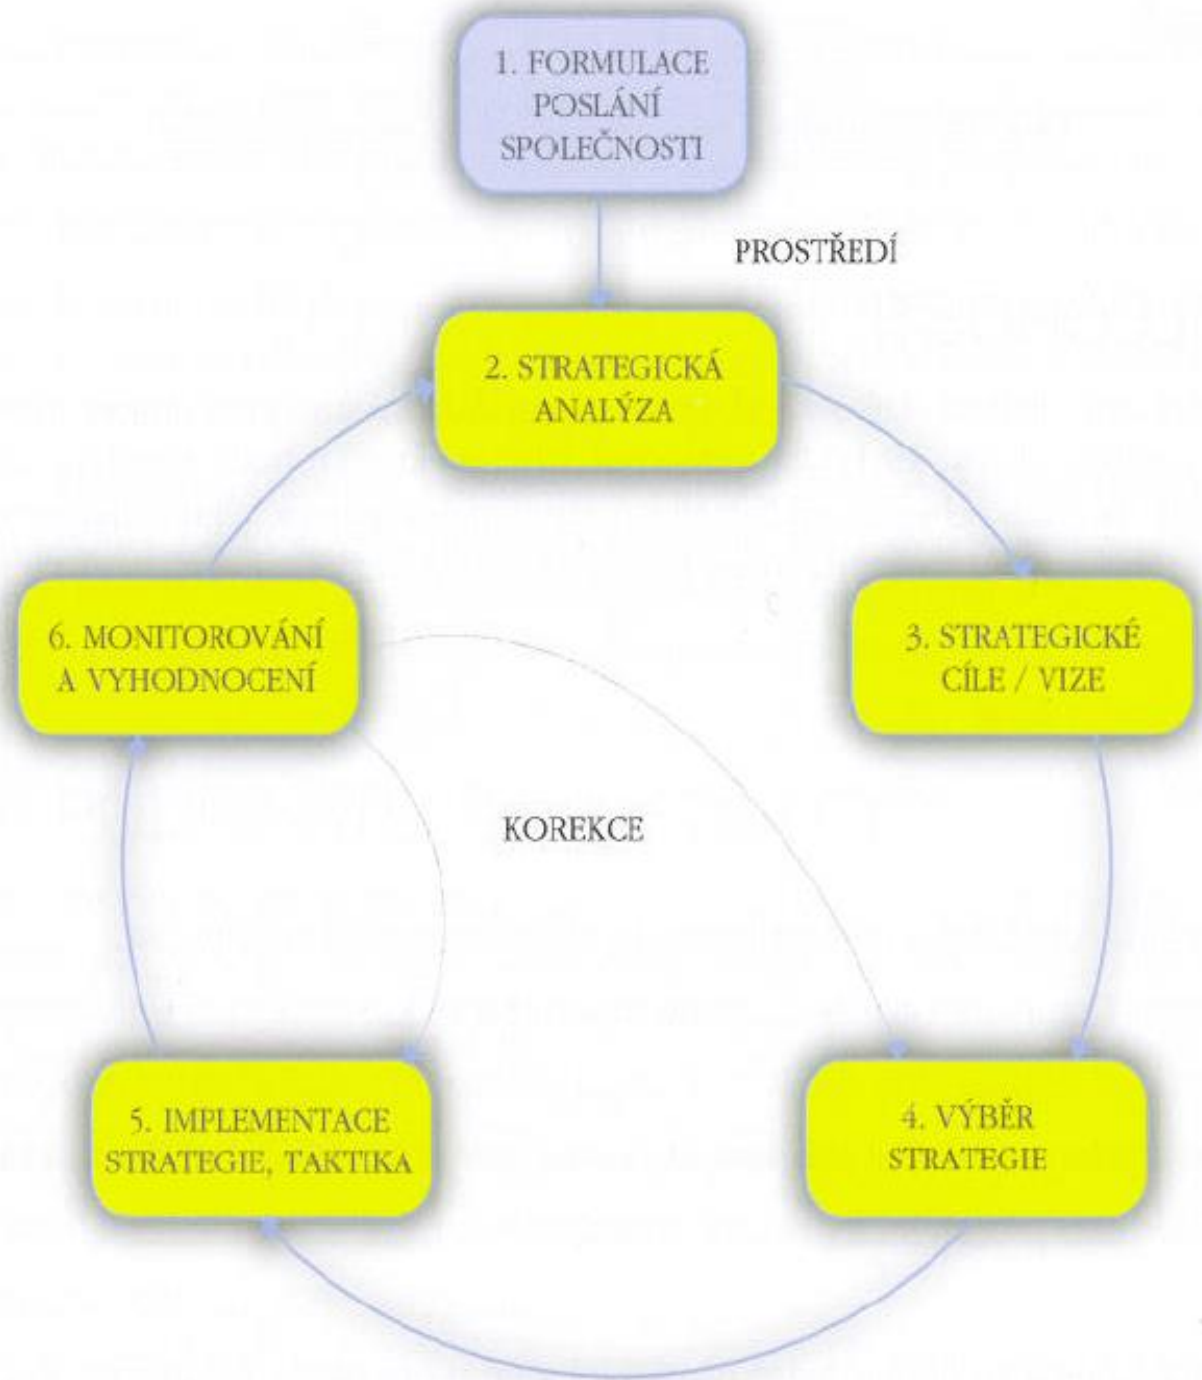 1. FORMULACE
POSLÁNÍ
SPOLEČNOSTI
PROSTŘEDÍ
2. STRATEGICKÁ
ANALÝZA
6. MONITOROVÁNÍ
A VYHODNOCENÍ
3. STRATEGICKÉ
CÍLE / VIZE
KOREKCE
5. IMPLEMENTACE
STRATEGIE, TAKTIKA
4. VÝBĚR
STRATEGIE